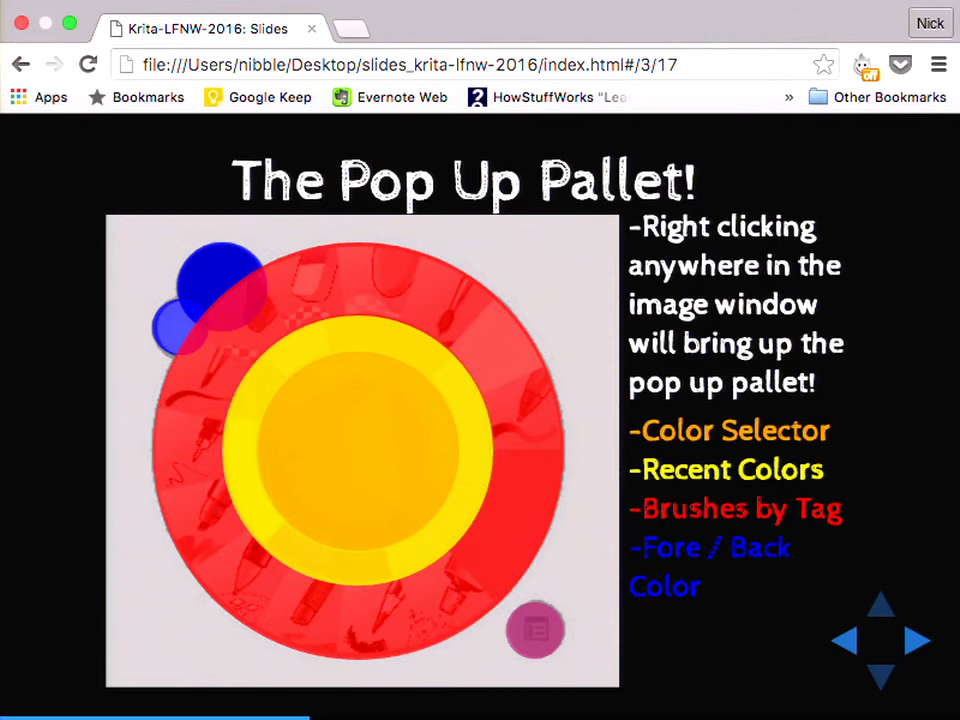 Krita-LFNW-2016: Slides
Nick
file:///Users/nibble/Desktop/slides_krita-lfnw-2016/index.html#/3/17
off
Apps
Bookmarks
Google Keep
Evernote Web
HowStuffWorks "Lea
» Other Bookmarks
The Pop Up Pallet!
-Right clicking
anywhere in the
image window
will bring up the
pop up pallet!
-Color Selector
-Recent Colors
-Brushes by Tag
-Fore / Back
Color